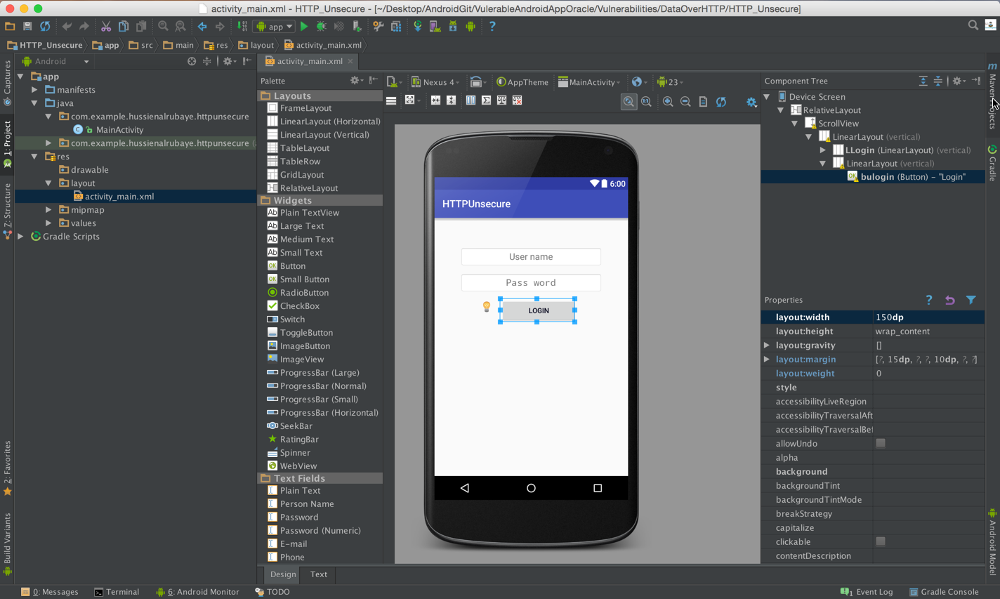 activity_main.xml - HTTP_Unsecure - [~/Desktop/AndroidGit/VulerableAndroidAppOracle/Vulnerabilities/DataOverHTTP/HTTP_Unsecure]
app
HTTP_Unsecure app src main res layout activity_main.xml
Captures
1: Project
Z: Structure
2: Favorites
Build Variants
Android
app
manifests
java
com.example.hussienalrubaye.httpunsecure
MainActivity
com.example.hussienalrubaye.httpunsecure
res
drawable
layout
activity_main.xml
mipmap
values
Gradle Scripts
activity_main.xml
Palette
Layouts
FrameLayout
LinearLayout (Horizontal)
LinearLayout (Vertical)
TableLayout
TableRow
GridLayout
RelativeLayout
Widgets
Ab Plain TextView
Ab Large Text
Ab Medium Text
Ab Small Text
OK Button
OK Small Button
RadioButton
CheckBox
Switch
ToggleButton
ImageButton
ImageView
ProgressBar (Large)
ProgressBar (Normal)
ProgressBar (Small)
ProgressBar (Horizontal)
SeekBar
RatingBar
Spinner
WebView
Text Fields
Plain Text
Person Name
Password
Password (Numeric)
E-mail
Phone
Nexus 4 AppTheme MainActivity 23
6:00
HTTPUnsecure
User name
Pass word
LOGIN
Design Text
Component Tree
Device Screen
RelativeLayout
ScrollView
LinearLayout (vertical)
LLogin (LinearLayout) (vertical)
LinearLayout (vertical)
bulogin (Button) – "Login"
Properties
layout:width 150dp
layout:height wrap_content
layout:gravity []
layout:margin [?, 15dp, ?, ?, 10dp, ?, ?]
layout:weight 0
style
accessibilityLiveRegion
accessibilityTraversalAft
accessibilityTraversalBef
allowUndo
alpha
background
backgroundTint
backgroundTintMode
breakStrategy
capitalize
clickable
contentDescription
Gradle
Android Model
0: Messages Terminal 6: Android Monitor TODO 1 Event Log Gradle Console